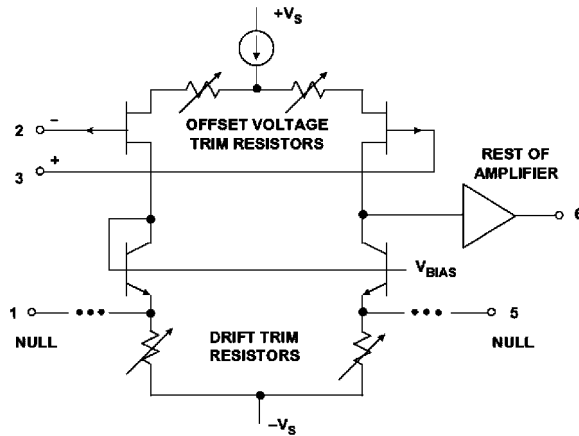 +VS
2 −
OFFSET VOLTAGE
TRIM RESISTORS
3 +
REST OF
AMPLIFIER
6
VBIAS
1
5
NULL
DRIFT TRIM
RESISTORS
NULL
−VS